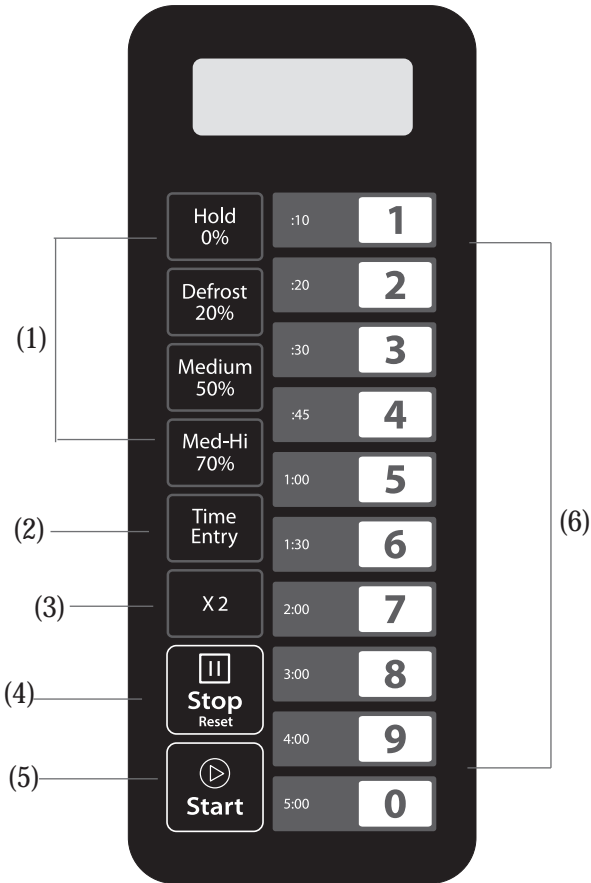 (1)
Hold
0%
Defrost
20%
Medium
50%
Med-Hi
70%
(2)
Time
Entry
(3)
X 2
(4)
Stop
Reset
(5)
Start
:10 1
:20 2
:30 3
:45 4
1:00 5
1:30 6
2:00 7
3:00 8
4:00 9
5:00 0
(6)